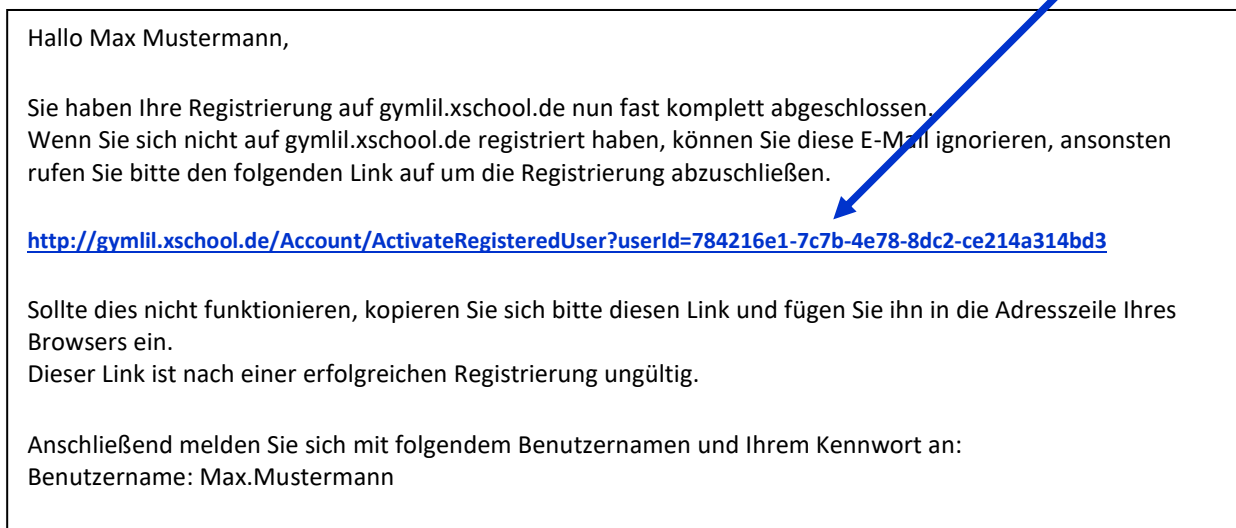 Hallo Max Mustermann,
Sie haben Ihre Registrierung auf gymlil.xschool.de nun fast komplett abgeschlossen.
Wenn Sie sich nicht auf gymlil.xschool.de registriert haben, können Sie diese E-Mail ignorieren, ansonsten
rufen Sie bitte den folgenden Link auf um die Registrierung abzuschließen.
http://gymlil.xschool.de/Account/ActivateRegisteredUser?userId=784216e1-7c7b-4e78-8dc2-ce214a314bd3
Sollte dies nicht funktionieren, kopieren Sie sich bitte diesen Link und fügen Sie ihn in die Adresszeile Ihres
Browsers ein.
Dieser Link ist nach einer erfolgreichen Registrierung ungültig.
Anschließend melden Sie sich mit folgendem Benutzernamen und Ihrem Kennwort an:
Benutzername: Max.Mustermann